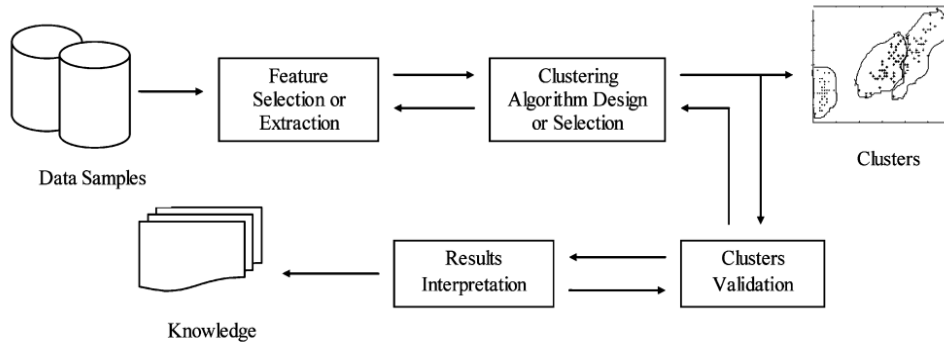 Feature
Selection or
Extraction
Clustering
Algorithm Design
or Selection
Clusters
Data Samples
Results
Interpretation
Clusters
Validation
Knowledge